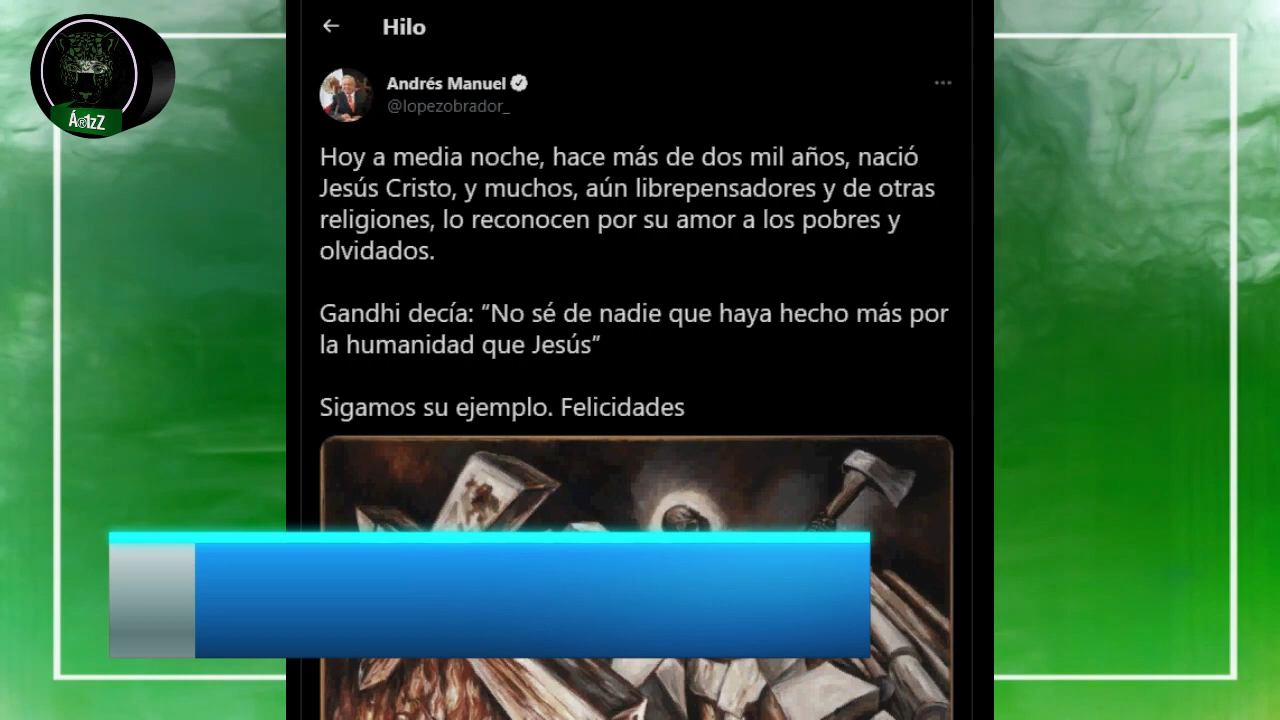 Hilo
Andrés Manuel
@lopezobrador_
Hoy a media noche, hace más de dos mil años, nació
Jesús Cristo, y muchos, aún librepensadores y de otras
religiones, lo reconocen por su amor a los pobres y
olvidados.
Gandhi decía: “No sé de nadie que haya hecho más por
la humanidad que Jesús”
Sigamos su ejemplo. Felicidades